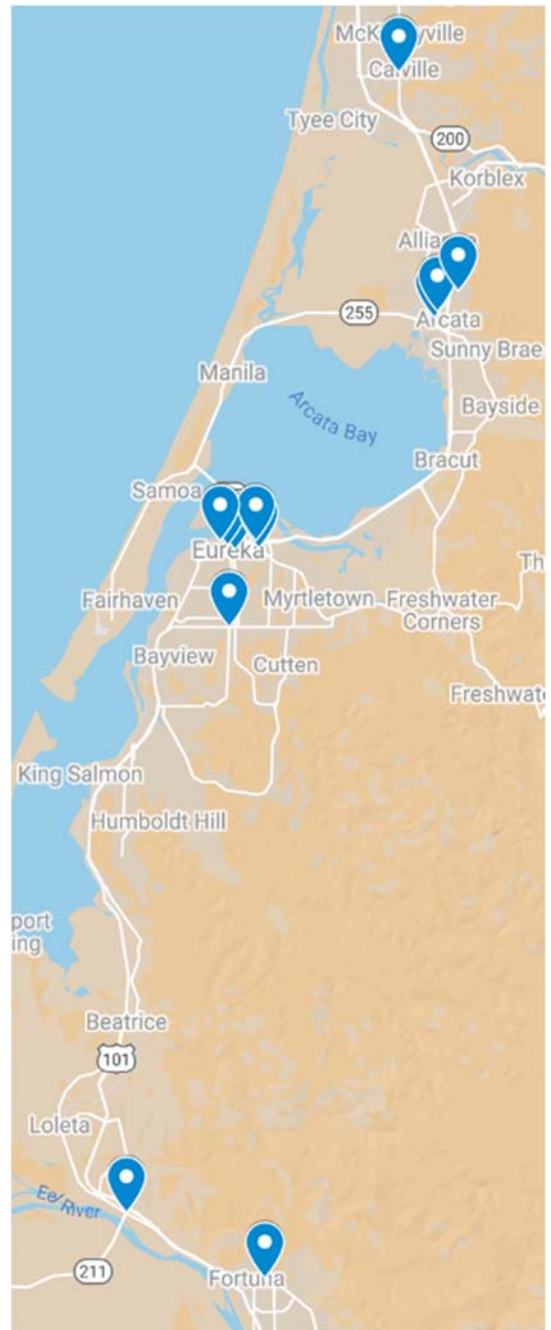 Calville
Tyee City
200
Korblex
255
Arcata
Sunny Brae
Manila
Bayside
Arcata Bay
Bracut
Samoa
Eureka
Fairhaven
Myrtletown
Freshwater
Corners
Bayview
Cutten
King Salmon
Humboldt Hill
Beatrice
101
Loleta
Eel River
211
Fortuna